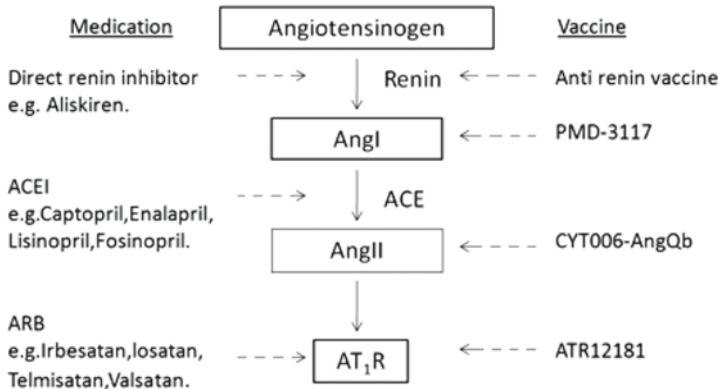 Medication
Angiotensinogen
Vaccine
Direct renin inhibitor
e.g. Aliskiren.
Renin
Anti renin vaccine
AngI
PMD-3117
ACEI
e.g.Captopril,Enalapril,
Lisinopril,Fosinopril.
ACE
AngII
CYT006-AngQb
ARB
e.g.Irbesatan,losatan,
Telmisatan,Valsatan.
AT₁R
ATR12181